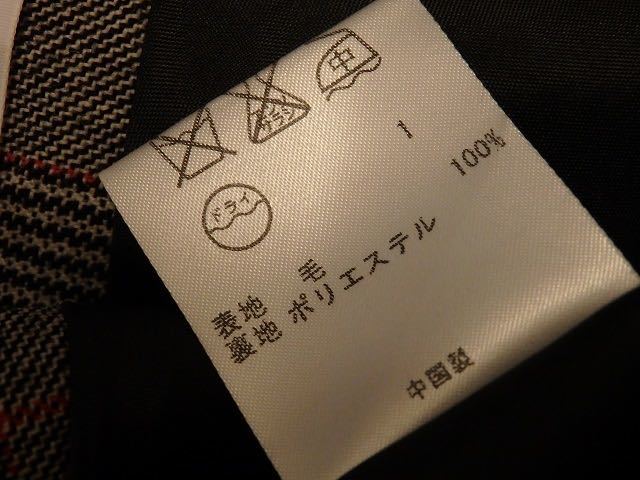 中
ドライ
1
表地 毛
100%
裏地 ポリエステル
中国製